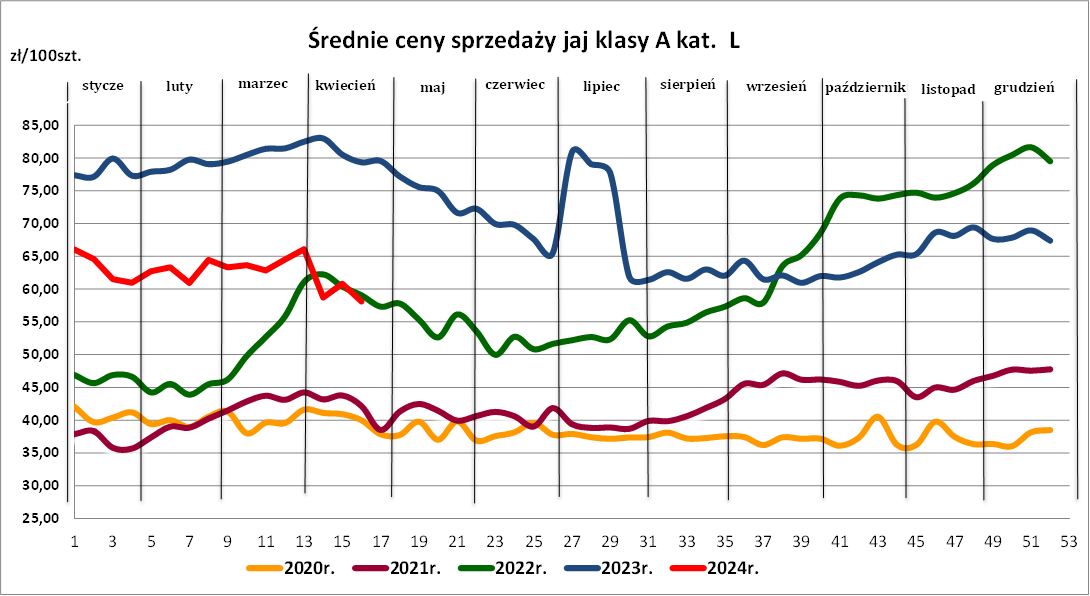 Średnie ceny sprzedaży jaj klasy A kat. L
zł/100szt.
stycze luty marzec kwiecień maj czerwiec lipiec sierpień wrzesień październik listopad grudzień
85,00
80,00
75,00
70,00
65,00
60,00
55,00
50,00
45,00
40,00
35,00
30,00
25,00
1 3 5 7 9 11 13 15 17 19 21 23 25 27 29 31 33 35 37 39 41 43 45 47 49 51 53
2020r. 2021r. 2022r. 2023r. 2024r.